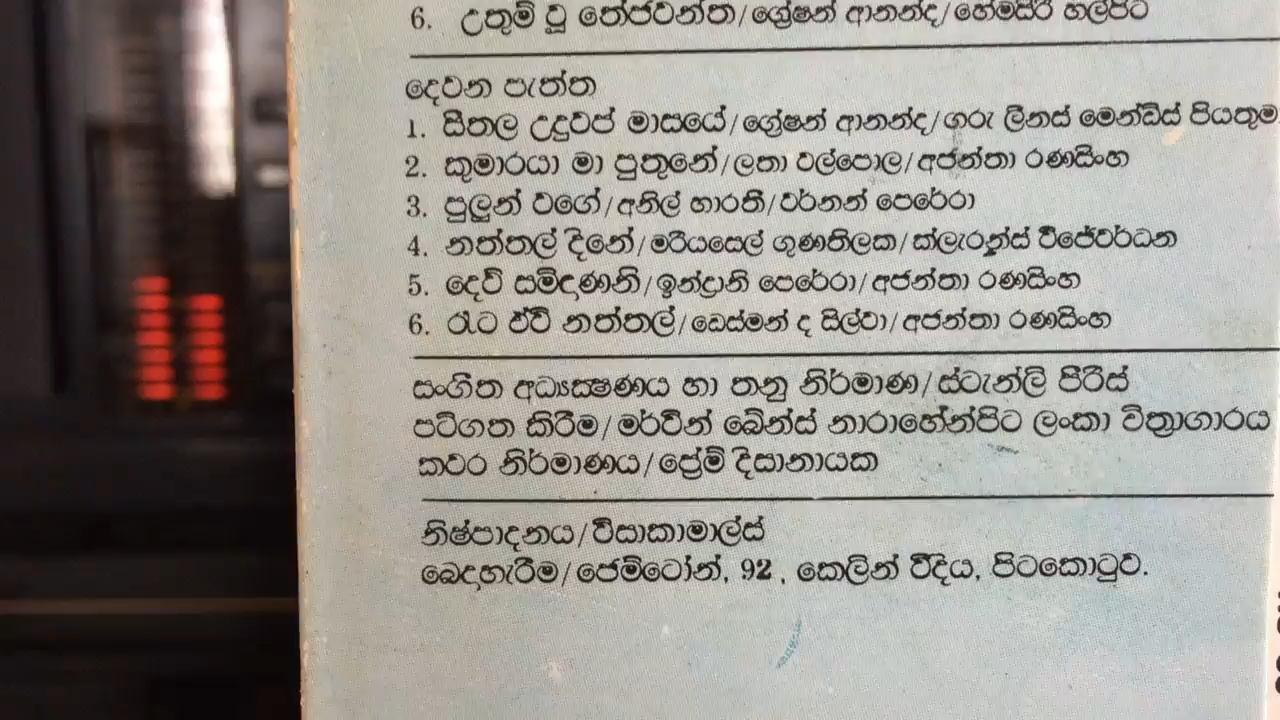 6. උතුම් වූ තේජවන්ත/ශ්‍රේෂන් ආනන්ද/හේමසිරි හල්පිට
දෙවන පැත්ත
1. සීතල උදුවප් මාසයේ/ශ්‍රේෂන් ආනන්ද/ගරු ලීනස් මෙන්ඩිස් පියතුමා
2. කුමාරයා මා පුතුනේ/ලතා වල්පොල/අජන්තා රණසිංහ
3. පුලුන් වගේ/අනිල් භාරතී/වර්නන් පෙරේරා
4. නත්තල් දිනේ/මරියසෙල් ගුණතිලක/ක්ලැරන්ස් විජේවර්ධන
5. දෙව් සමිඳාණනි/ඉන්ද්‍රානි පෙරේරා/අජන්තා රණසිංහ
6. රෑට ඒවි නත්තල්/ඩෙස්මන් ද සිල්වා/අජන්තා රණසිංහ
සංගීත අධ්‍යක්ෂණය හා තනු නිර්මාණ/ස්ටැන්ලි පීරිස්
පටිගත කිරීම/මර්වින් බේන්ස් නාරාහේන්පිට ලංකා චිත්‍රාගාරය
කවර නිර්මාණය/ප්‍රේම් දිසානායක
නිෂ්පාදනය/විසාකාමාල්ස්
බෙදාහැරීම/ජෙම්ටෝන්, 92, කෙලින් වීදිය, පිටකොටුව.